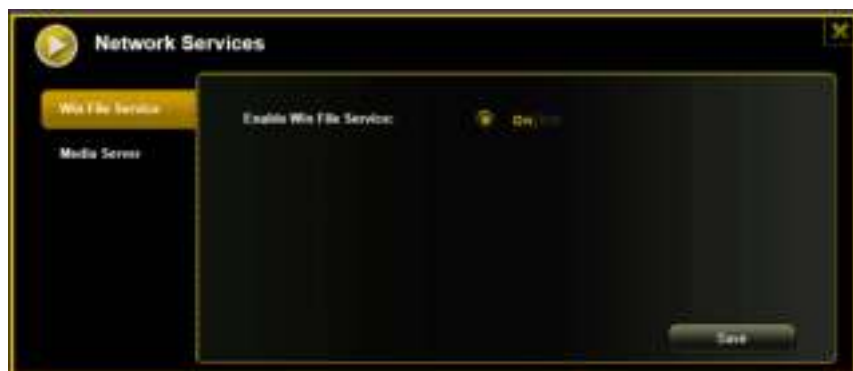 Network Services
Win File Service
Enable Win File Service:
On
Media Server
Save